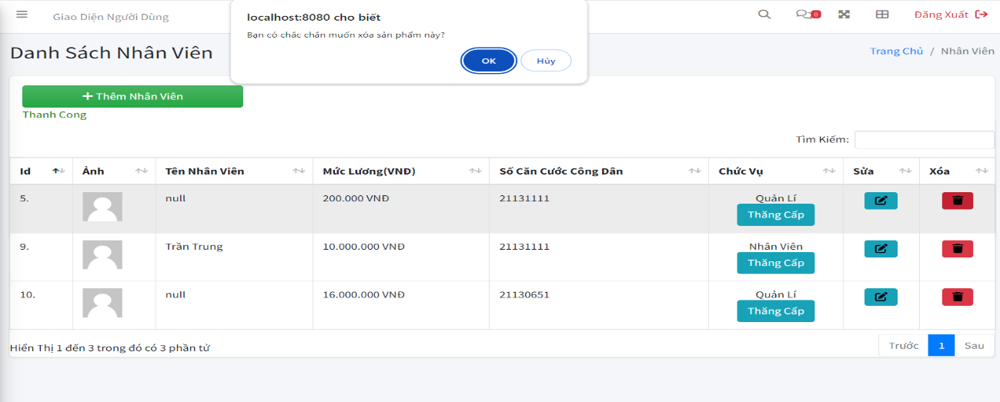 Giao Diện Người Dùng
localhost:8080 cho biết
Bạn có chắc chắn muốn xóa sản phẩm này?
OK Hủy
0 Đăng Xuất
Danh Sách Nhân Viên
Trang Chủ / Nhân Viên
Thêm Nhân Viên
Thanh Cong
Tìm Kiếm:
Id Ảnh Tên Nhân Viên Mức Lương(VNĐ) Số Căn Cước Công Dân Chức Vụ Sửa Xóa
5. null 200.000 VNĐ 21131111 Quản Lí
Thăng Cấp
9. Trần Trung 10.000.000 VNĐ 21131111 Nhân Viên
Thăng Cấp
10. null 16.000.000 VNĐ 21130651 Quản Lí
Thăng Cấp
Hiển Thị 1 đến 3 trong đó có 3 phần tử
Trước 1 Sau